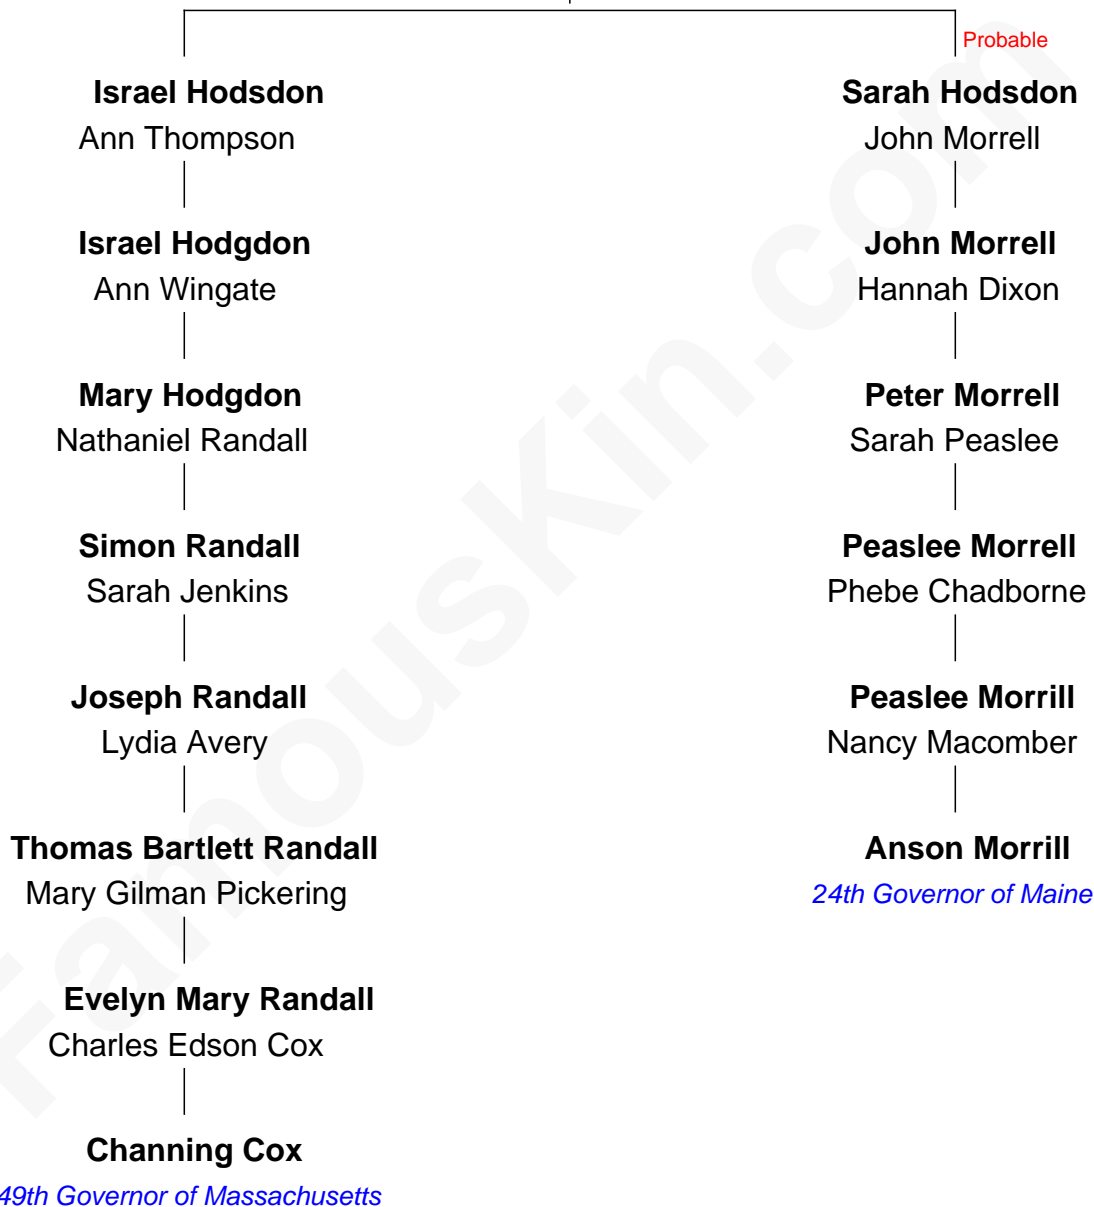 Probable
Israel Hodsdon
Ann Thompson
Sarah Hodsdon
John Morrell
Israel Hodgdon
Ann Wingate
John Morrell
Hannah Dixon
Mary Hodgdon
Nathaniel Randall
Peter Morrell
Sarah Peaslee
Simon Randall
Sarah Jenkins
Peaslee Morrell
Phebe Chadborne
Joseph Randall
Lydia Avery
Peaslee Morrill
Nancy Macomber
Thomas Bartlett Randall
Mary Gilman Pickering
Anson Morrill
24th Governor of Maine
Evelyn Mary Randall
Charles Edson Cox
Channing Cox
49th Governor of Massachusetts
FamousKin.com